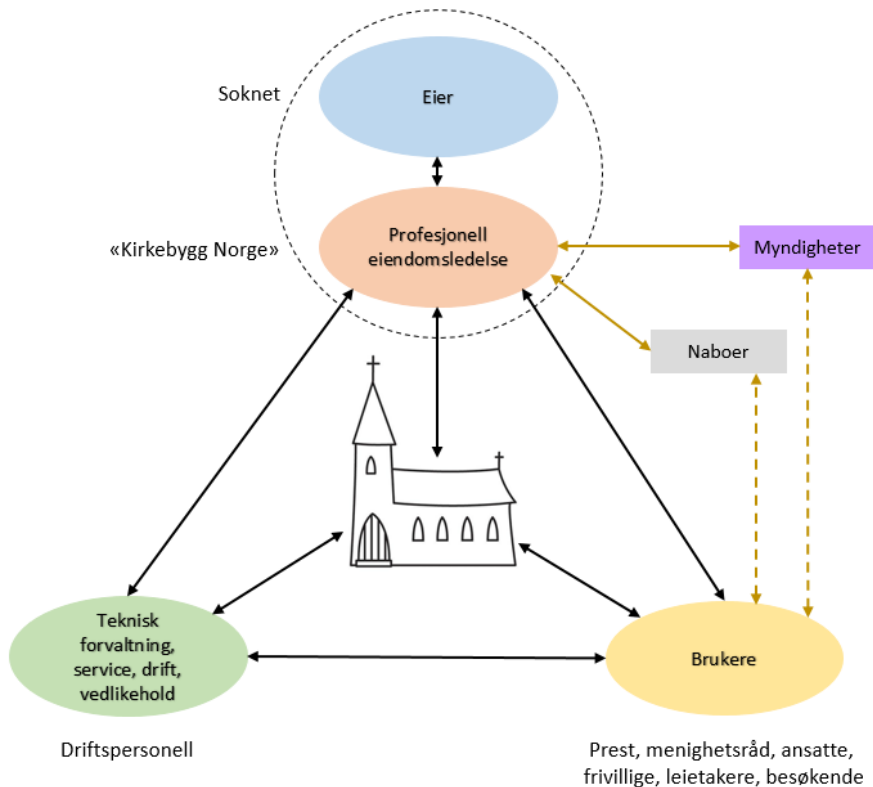 Soknet
Eier
«Kirkebygg Norge»
Profesjonell
eiendomsledelse
Myndigheter
Naboer
Teknisk
forvaltning,
service, drift,
vedlikehold
Brukere
Driftspersonell
Prest, menighetsråd, ansatte,
frivillige, leietakere, besøkende